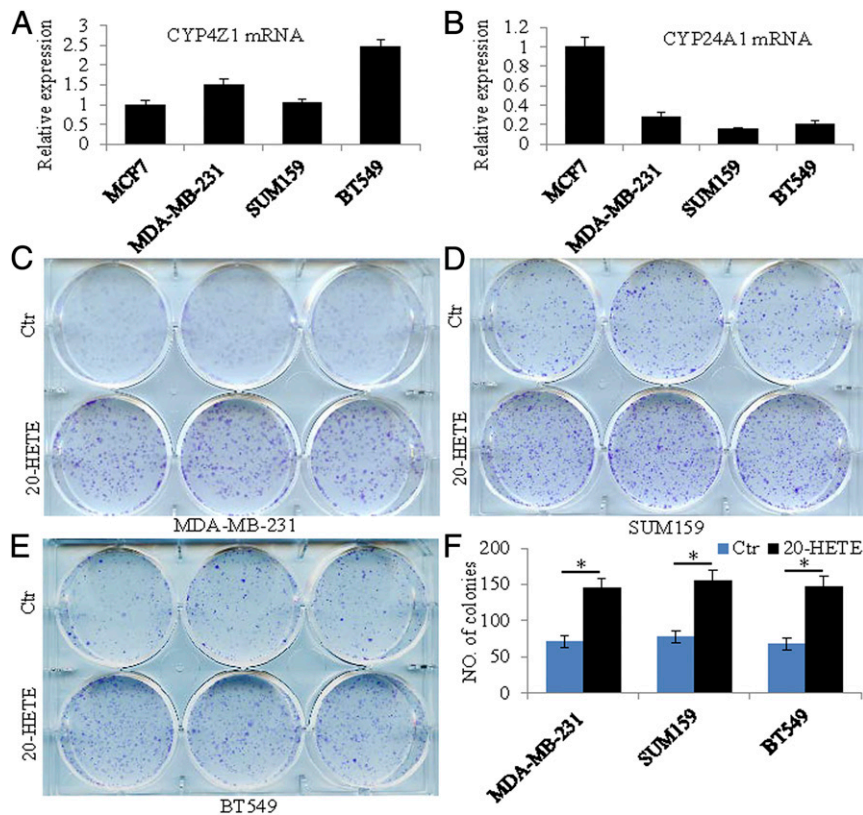 A
CYP4Z1 mRNA
Relative expression
3
2.5
2
1.5
1
0.5
0
MCF7
MDA-MB-231
SUM159
BT549
B
CYP24A1 mRNA
Relative expression
1.2
1
0.8
0.6
0.4
0.2
0
MCF7
MDA-MB-231
SUM159
BT549
C
Ctr
20-HETE
MDA-MB-231
D
Ctr
20-HETE
SUM159
E
Ctr
20-HETE
BT549
F
Ctr 20-HETE
NO. of colonies
200
150
100
50
0
* * *
MDA-MB-231
SUM159
BT549